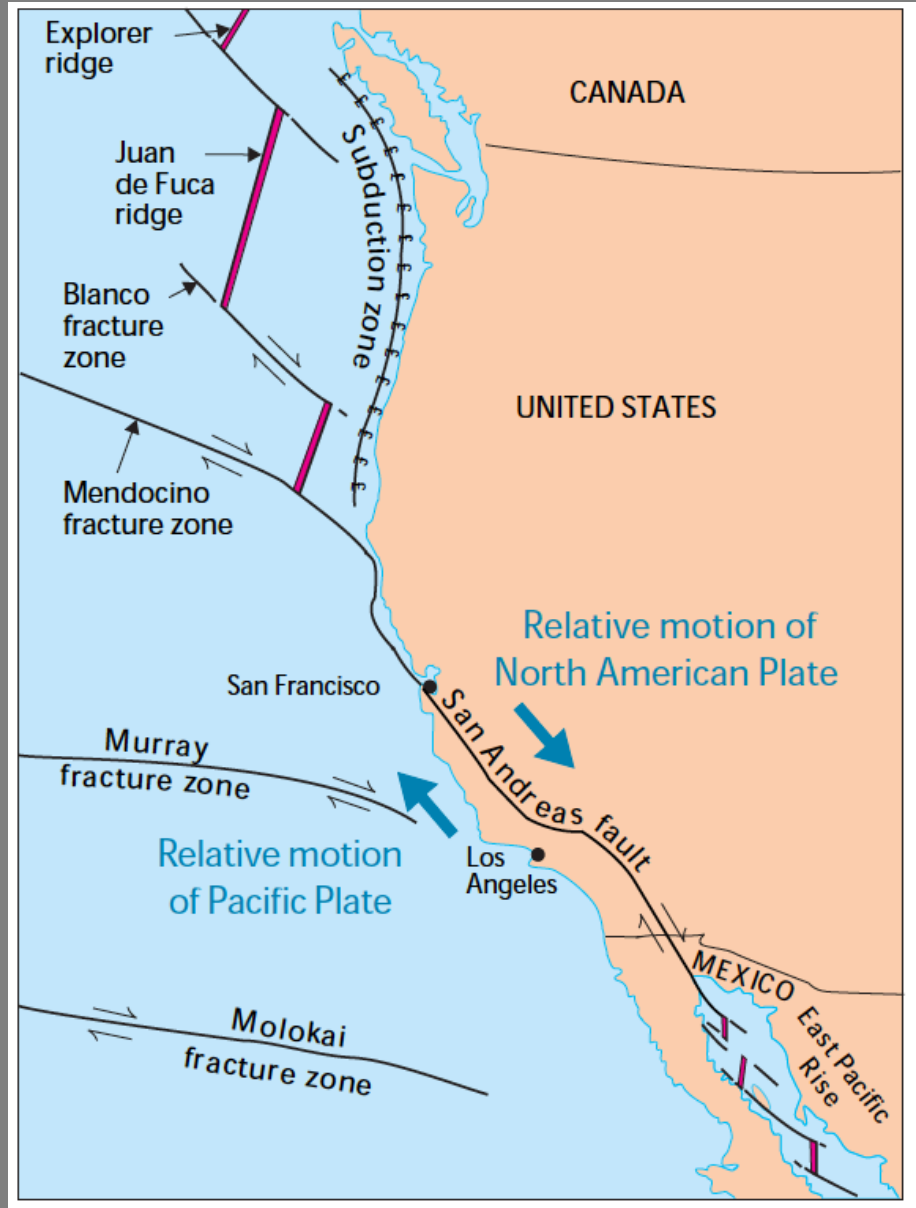 Explorer
ridge
CANADA
Juan
de Fuca
ridge
Subduction zone
Blanco
fracture
zone
UNITED STATES
Mendocino
fracture zone
Relative motion of
North American Plate
San Francisco
San Andreas fault
Murray
fracture zone
Relative motion
of Pacific Plate
Los
Angeles
MEXICO
East Pacific
Rise
Molokai
fracture zone